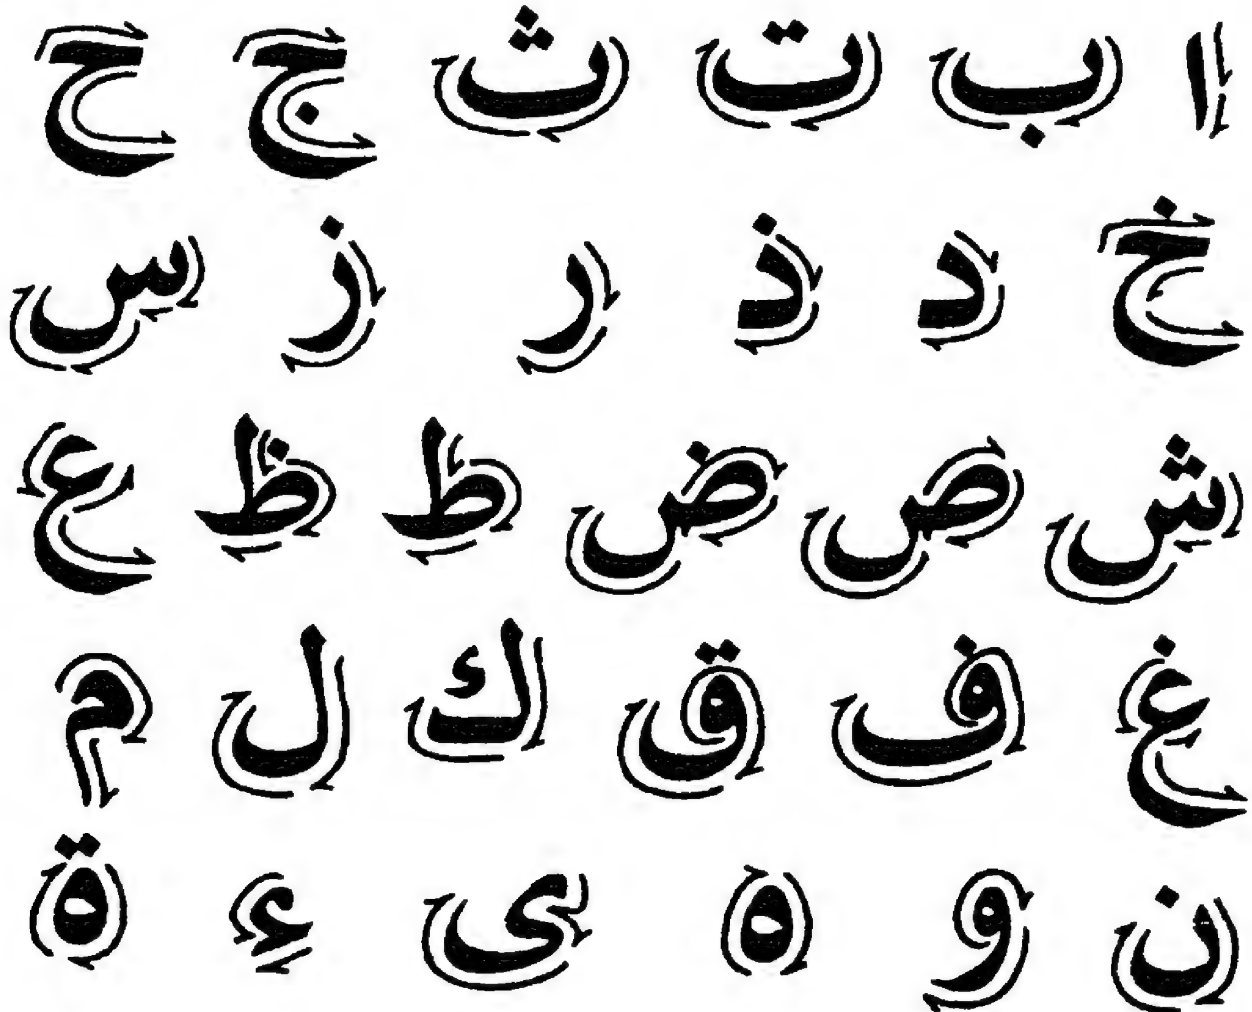 ا ب ت ث ج ح
خ د ذ ر ز س
ش ص ض ط ظ ع
غ ف ق ك ل م
ن و ه ى ء ة